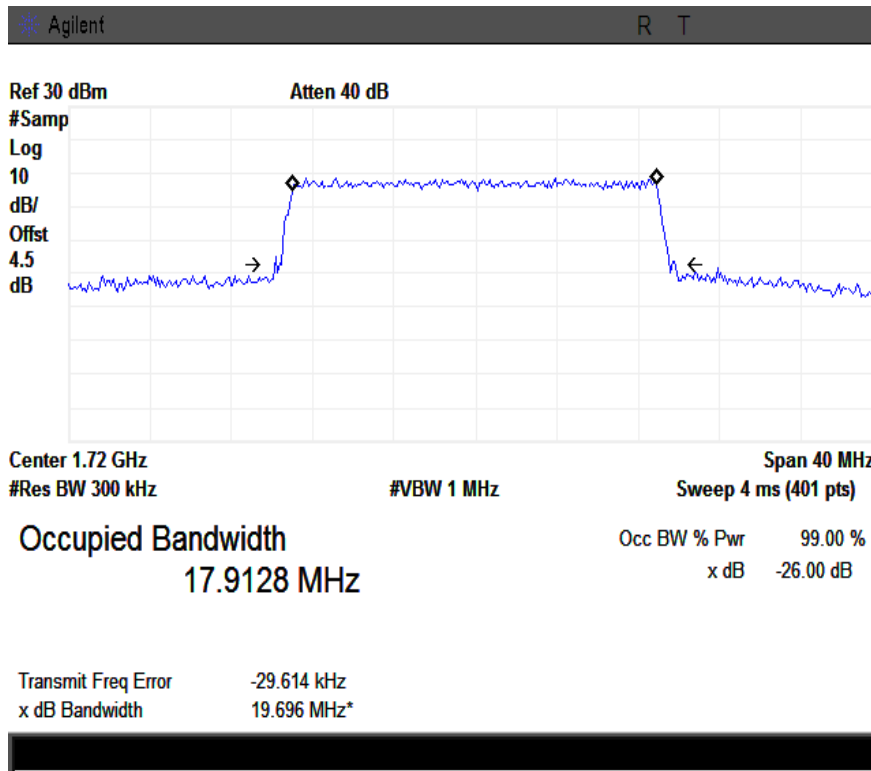 Agilent R T
Ref 30 dBm Atten 40 dB
#Samp
Log
10
dB/
Offst
4.5
dB
Center 1.72 GHz Span 40 MHz
#Res BW 300 kHz #VBW 1 MHz Sweep 4 ms (401 pts)
Occupied Bandwidth Occ BW % Pwr 99.00 %
17.9128 MHz x dB -26.00 dB
Transmit Freq Error -29.614 kHz
x dB Bandwidth 19.696 MHz*